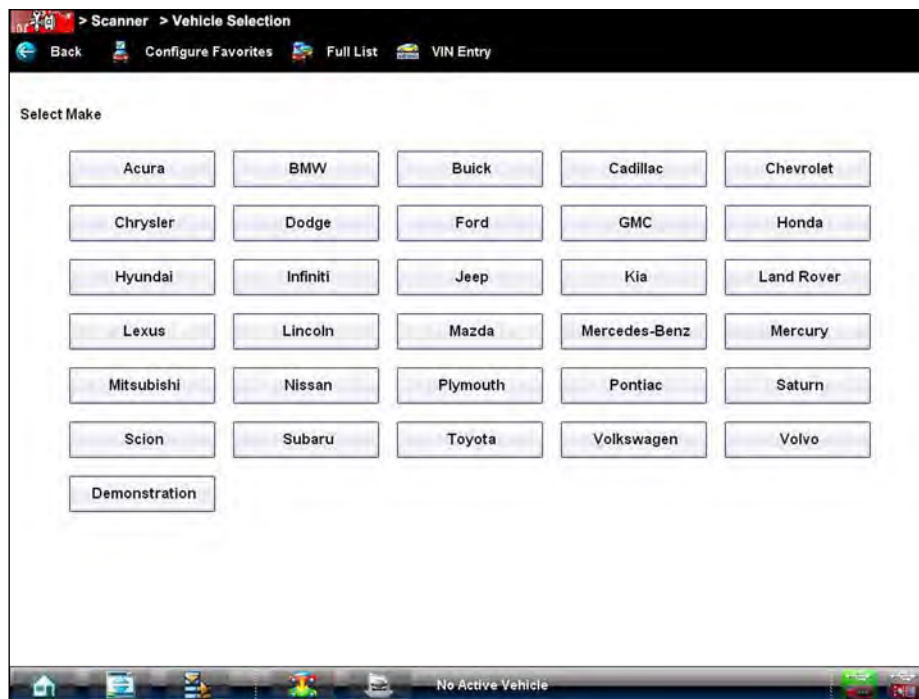 > Scanner > Vehicle Selection
Back Configure Favorites Full List VIN Entry
Select Make
Acura BMW Buick Cadillac Chevrolet
Chrysler Dodge Ford GMC Honda
Hyundai Infiniti Jeep Kia Land Rover
Lexus Lincoln Mazda Mercedes-Benz Mercury
Mitsubishi Nissan Plymouth Pontiac Saturn
Scion Subaru Toyota Volkswagen Volvo
Demonstration
No Active Vehicle